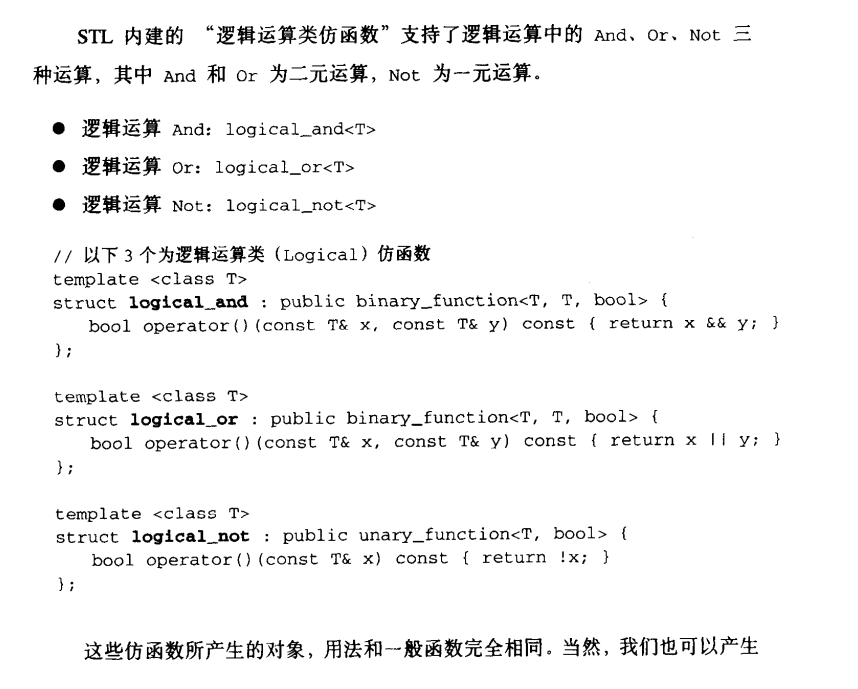 STL 内建的 “逻辑运算类仿函数”支持了逻辑运算中的 And、Or、Not 三
种运算，其中 And 和 Or 为二元运算，Not 为一元运算。
● 逻辑运算 And：logical_and<T>
● 逻辑运算 Or：logical_or<T>
● 逻辑运算 Not：logical_not<T>
// 以下 3 个为逻辑运算类（Logical）仿函数
template <class T>
struct logical_and : public binary_function<T, T, bool> {
bool operator()(const T& x, const T& y) const { return x && y; }
};
template <class T>
struct logical_or : public binary_function<T, T, bool> {
bool operator()(const T& x, const T& y) const { return x || y; }
};
template <class T>
struct logical_not : public unary_function<T, bool> {
bool operator()(const T& x) const { return !x; }
};
这些仿函数所产生的对象，用法和一般函数完全相同。当然，我们也可以产生